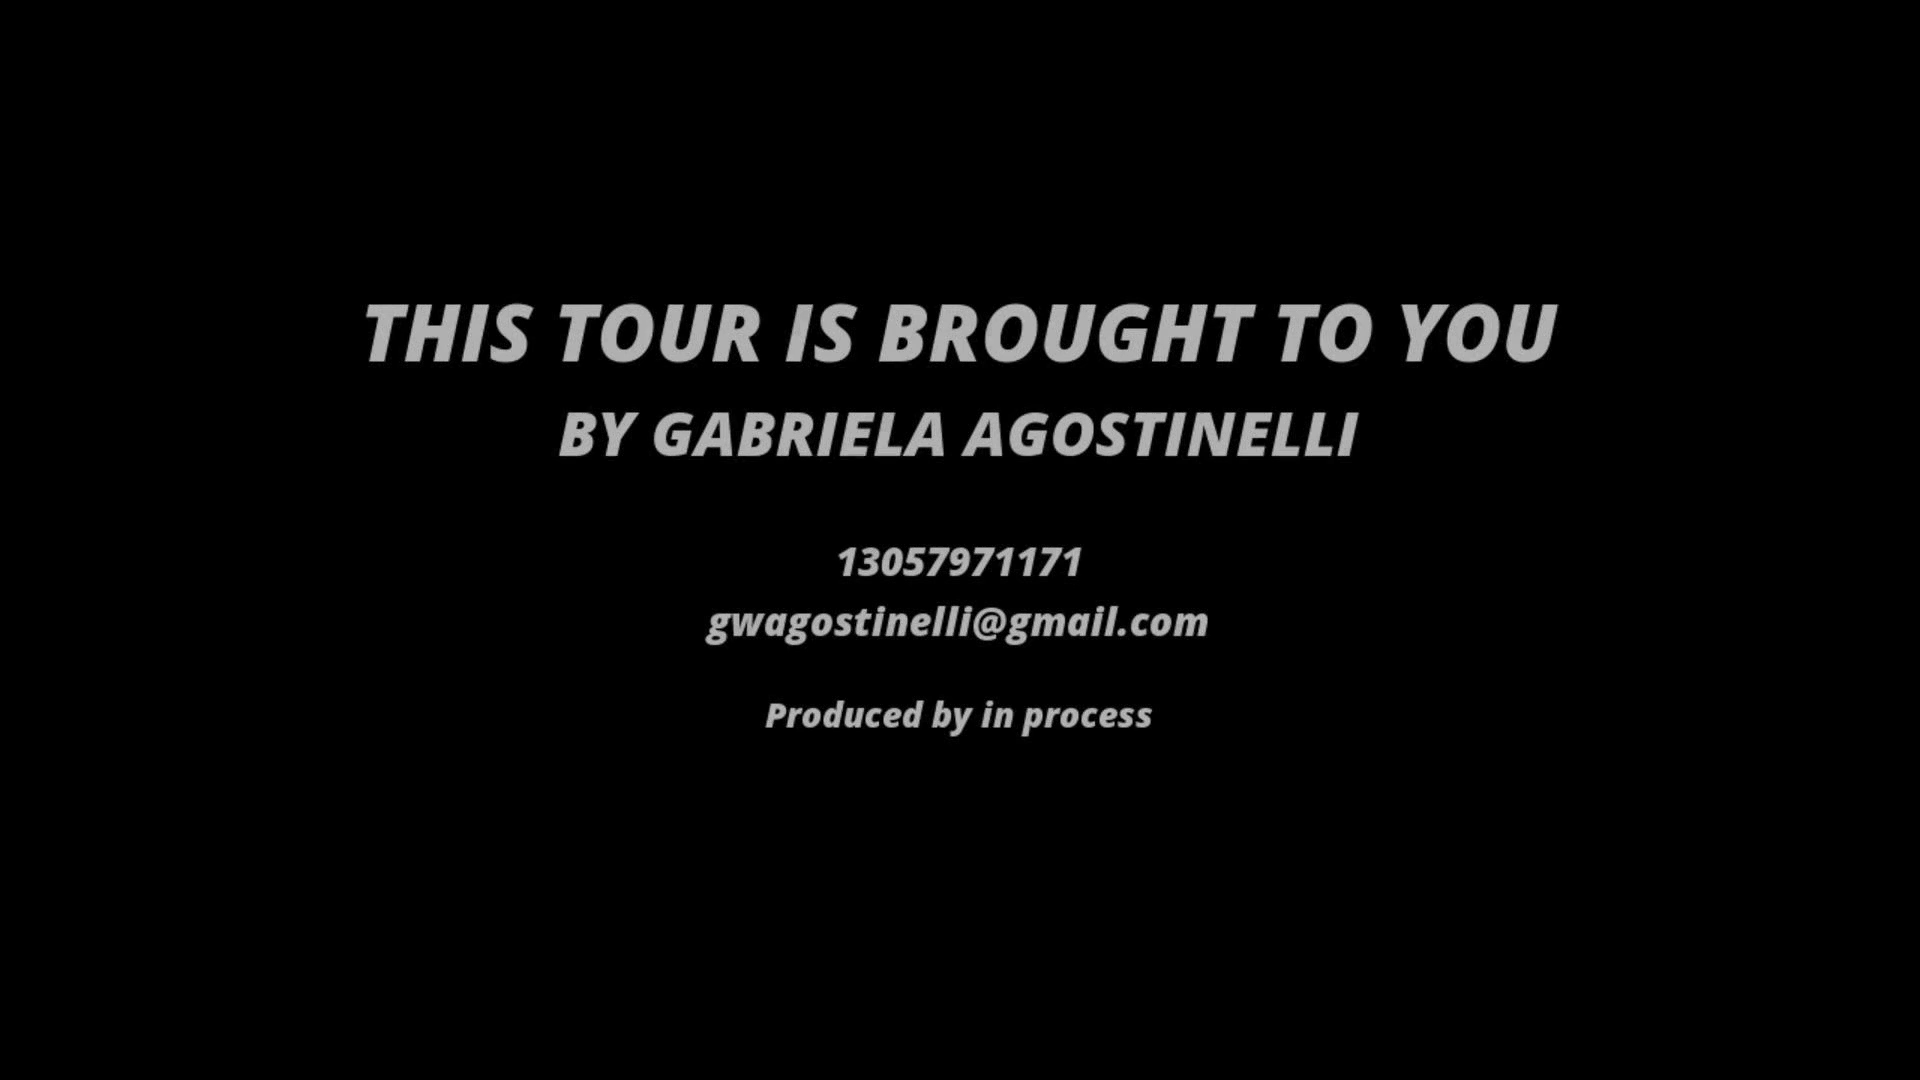 THIS TOUR IS BROUGHT TO YOU
BY GABRIELA AGOSTINELLI
13057971171
gwagostinelli@gmail.com
Produced by in process